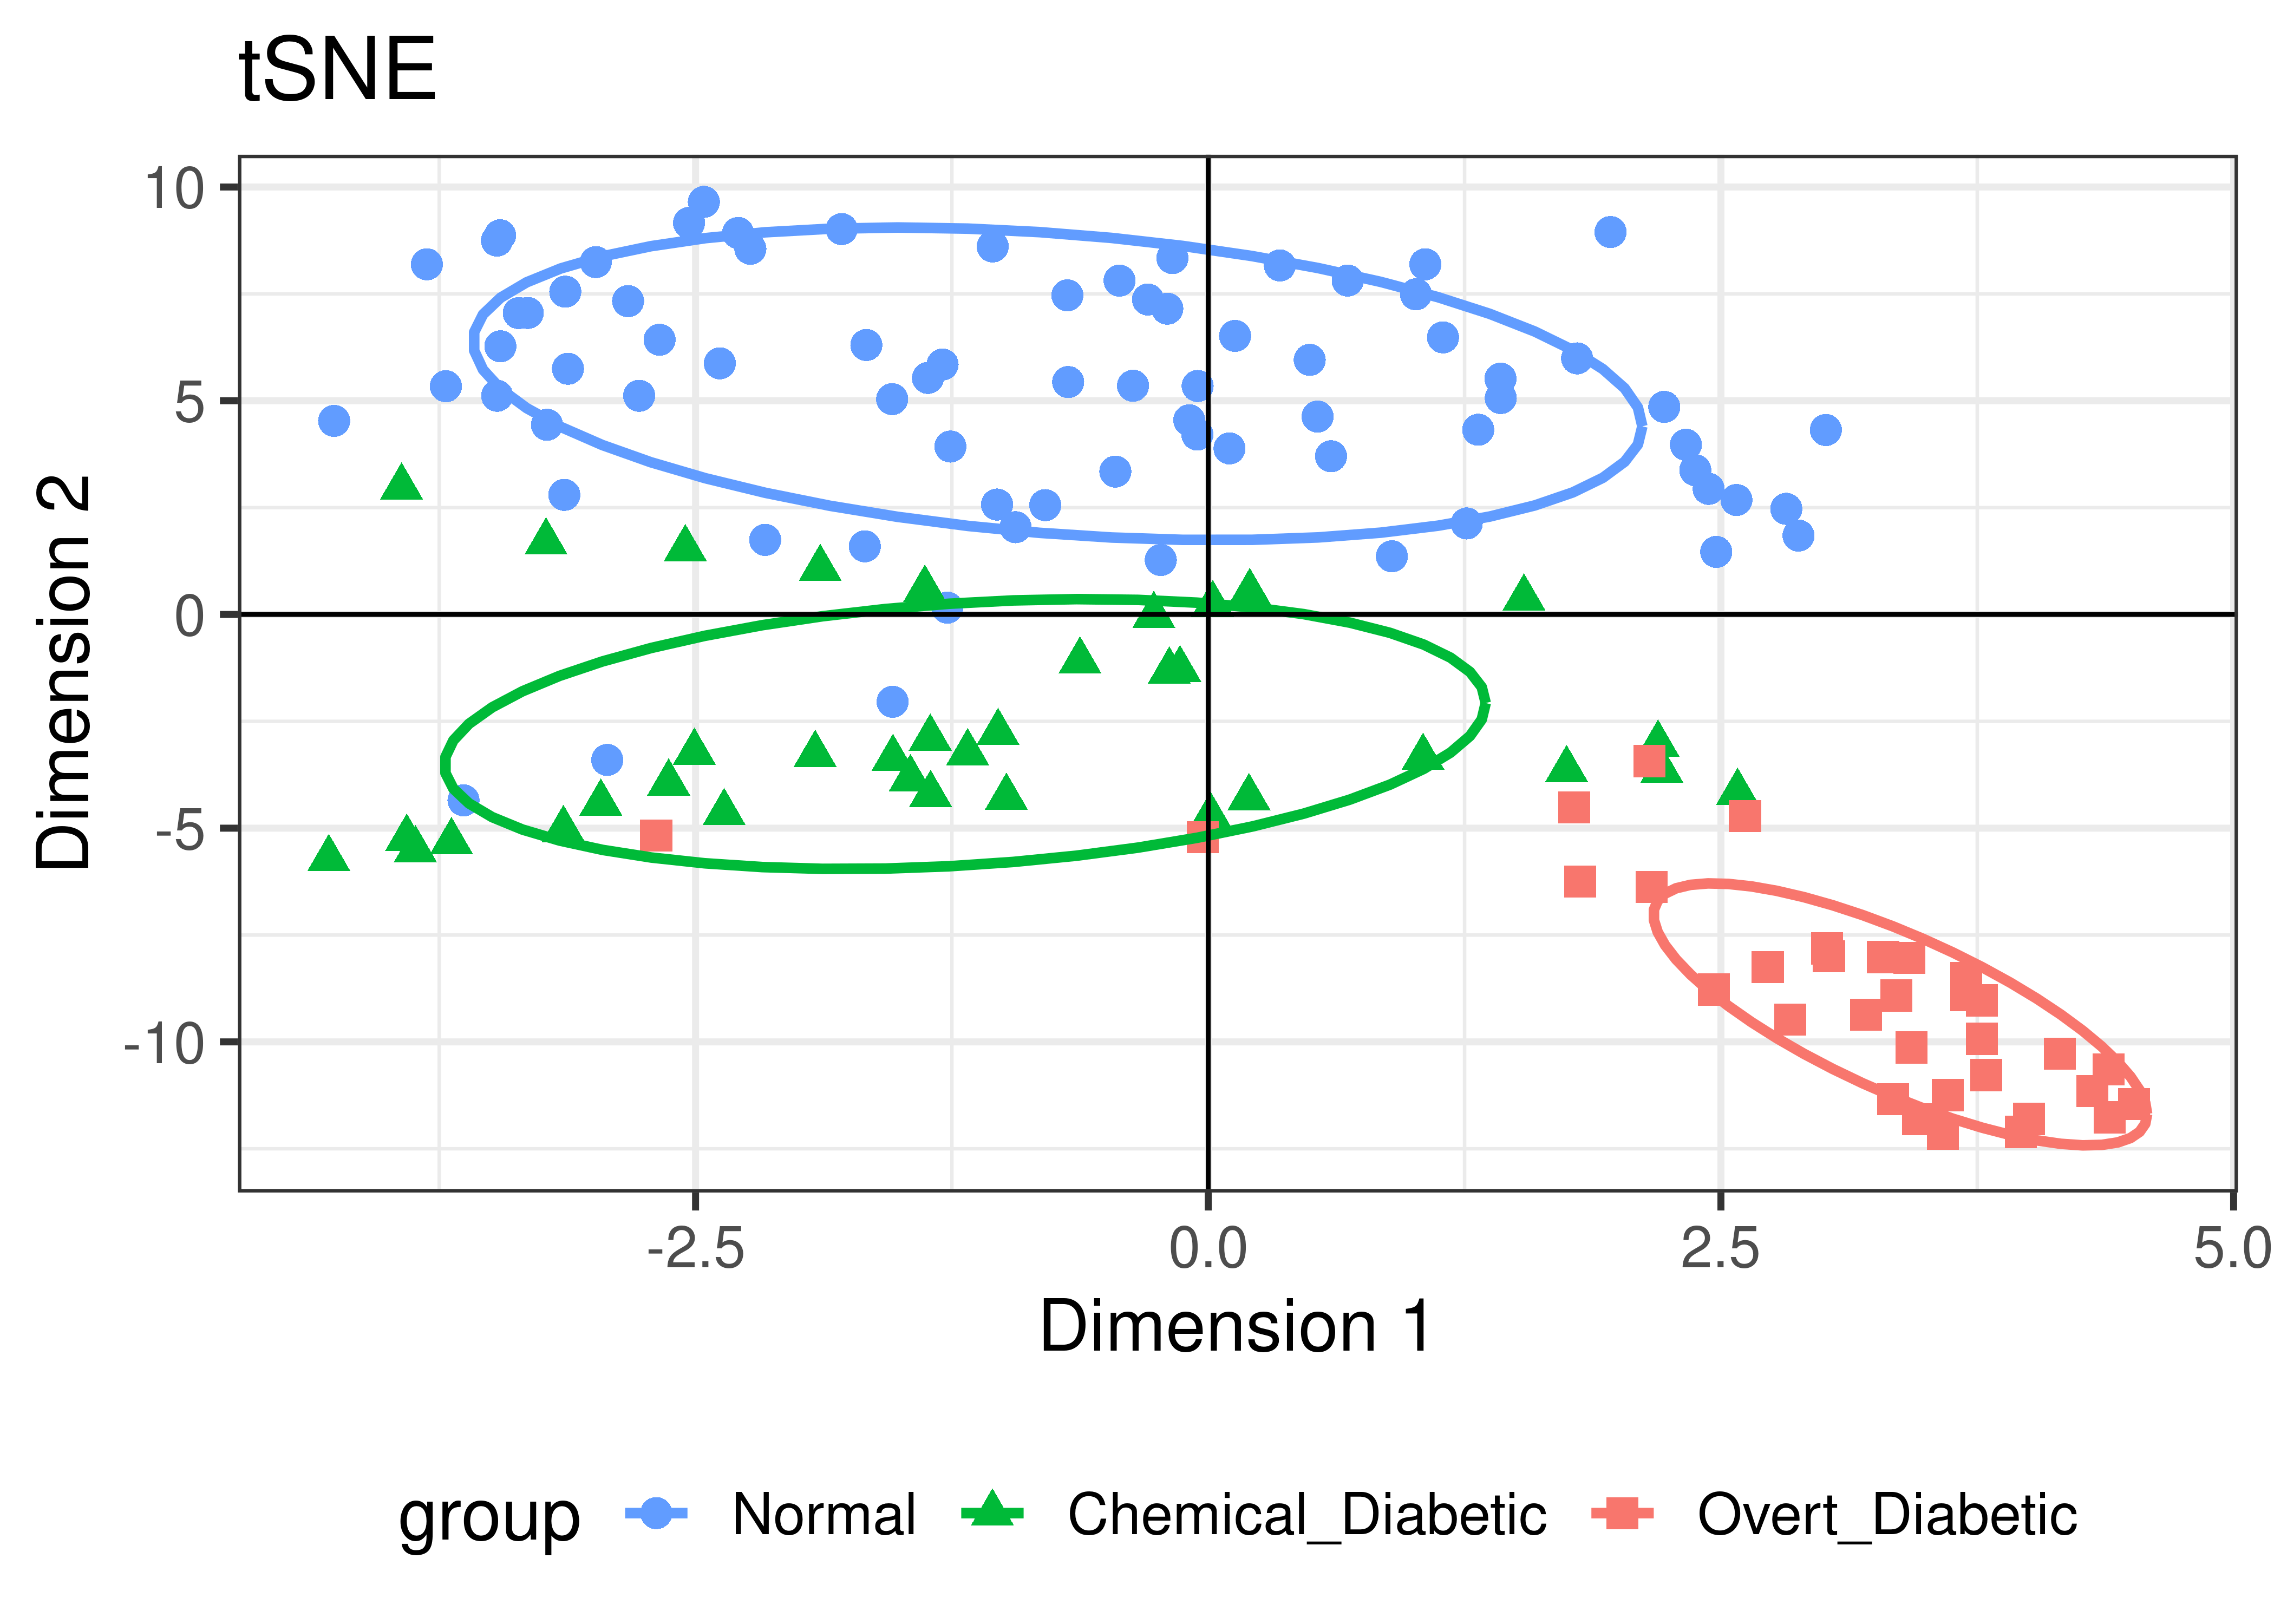 tSNE
10
5
0
-5
-10
Dimension 2
-2.5 0.0 2.5 5.0
Dimension 1
group Normal Chemical_Diabetic Overt_Diabetic